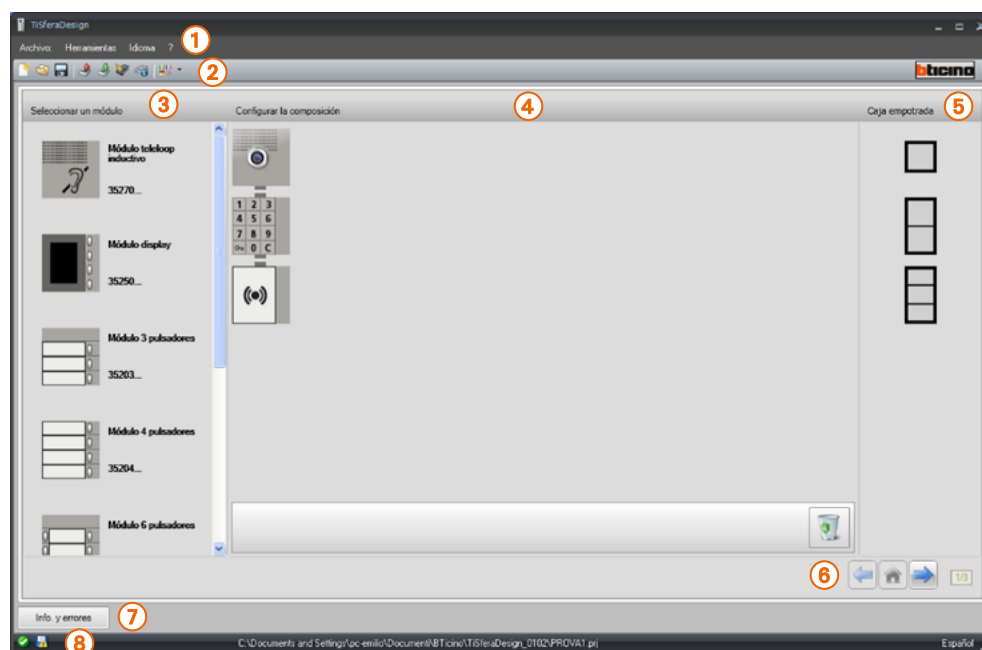 TiSferaDesign
Archivo Herramientas Idoma ?
1
2
bticino
Seleccionar un módulo
3
Configurar la composición
4
Caja empotrada
5
Módulo teleloop
inductivo
35270...
Módulo display
35250...
Módulo 3 pulsadores
35203...
Módulo 4 pulsadores
35204...
Módulo 6 pulsadores
1 2 3
4 5 6
7 8 9
0 C
6
1/3
Info. y errores
7
8
C:\Documents and Settings\pc-emilio\Documenti\BTicino\TiSferaDesign_0102\PROVA1.prj
Español